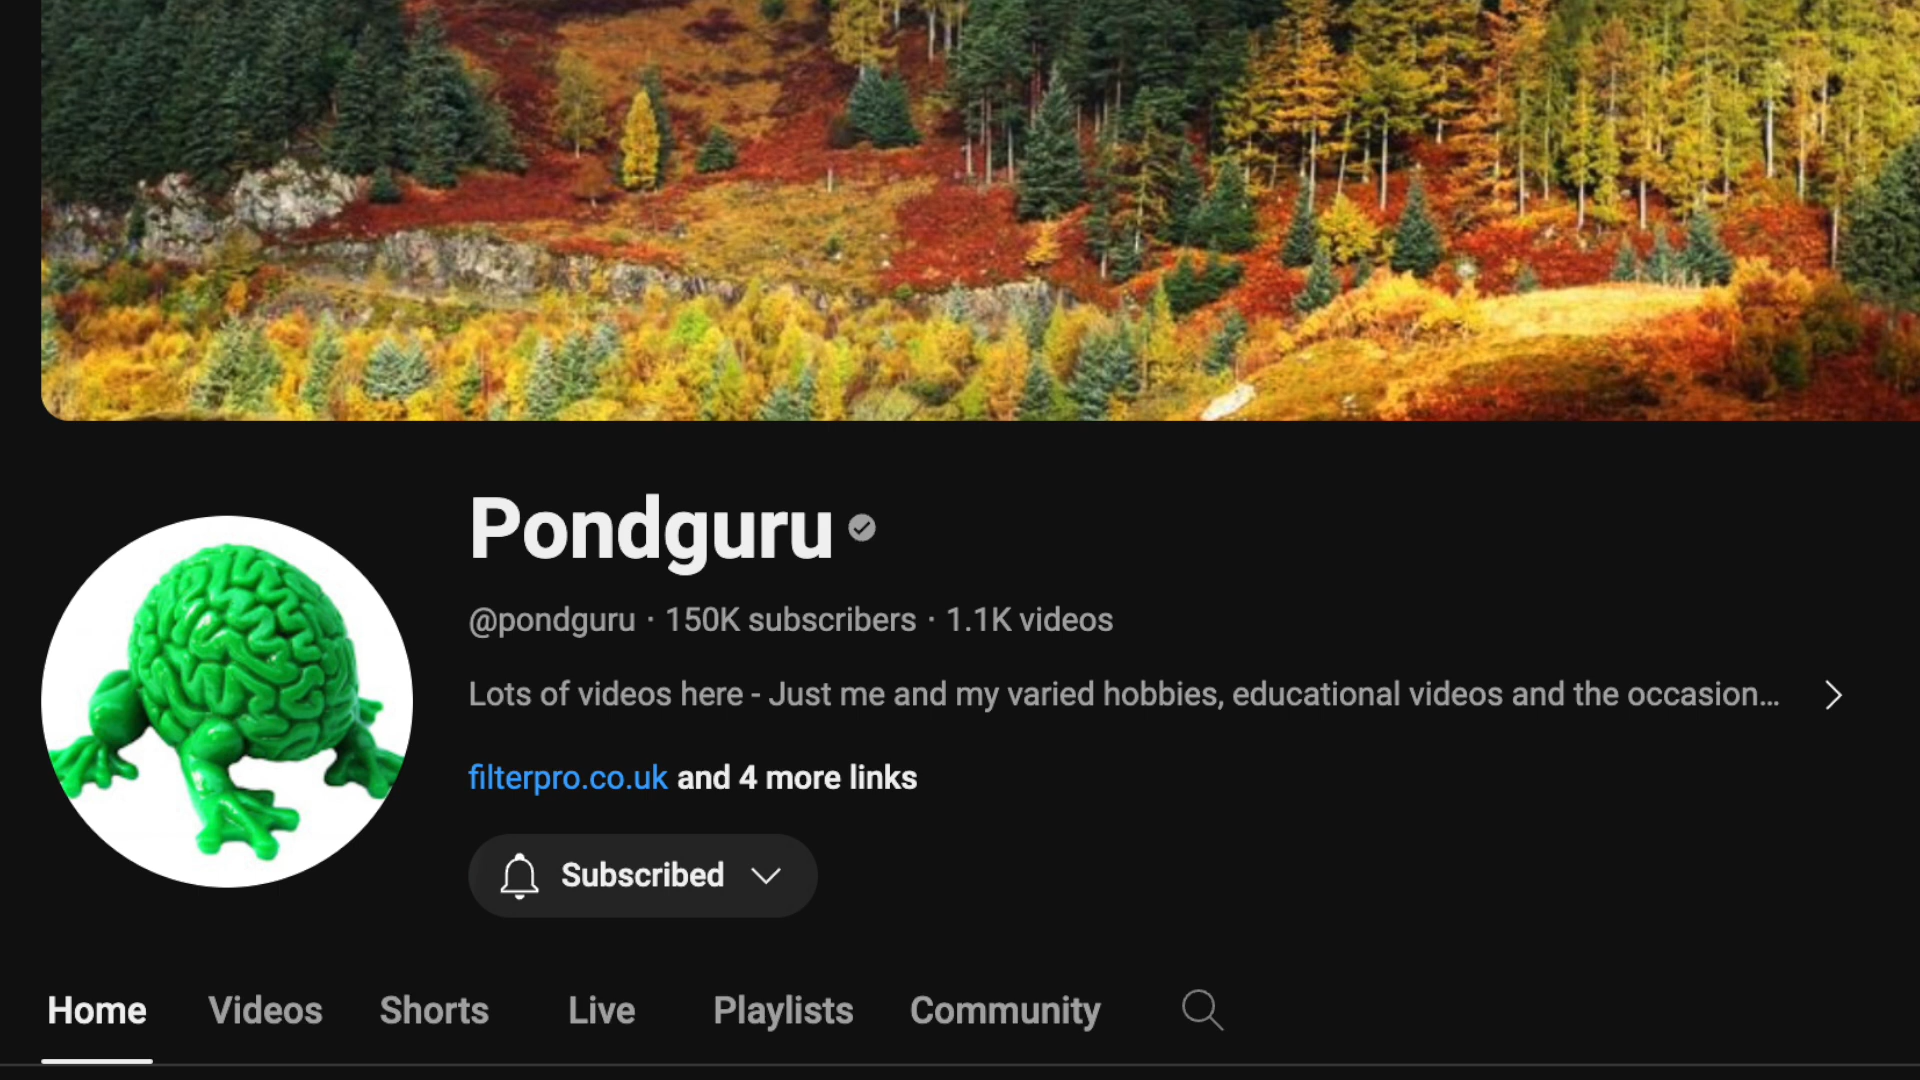 Pondguru
@pondguru · 150K subscribers · 1.1K videos
Lots of videos here - Just me and my varied hobbies, educational videos and the occasion...
filterpro.co.uk and 4 more links
Subscribed
Home Videos Shorts Live Playlists Community